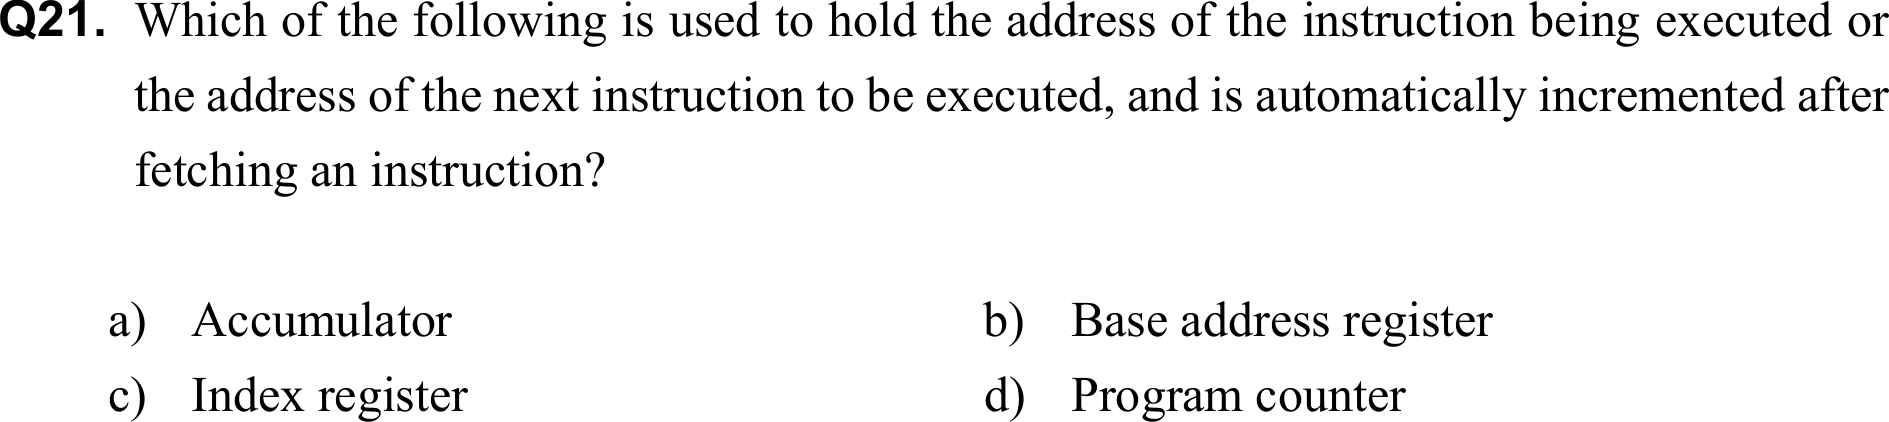 Q21. Which of the following is used to hold the address of the instruction being executed or
the address of the next instruction to be executed, and is automatically incremented after
fetching an instruction?
a) Accumulator b) Base address register
c) Index register d) Program counter